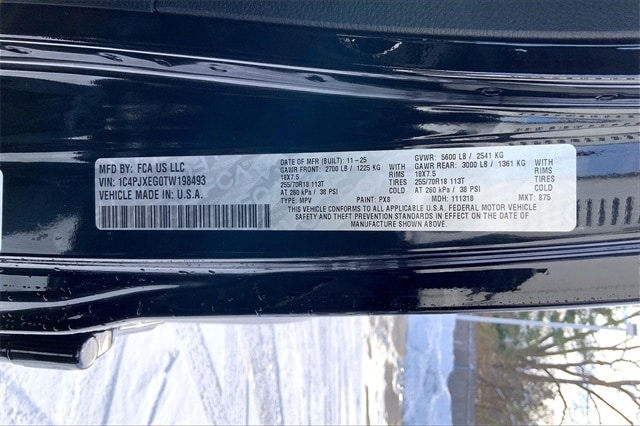 MFD BY: FCA US LLC
VIN: 1C4PJXEG0TW198493
VEHICLE MADE IN: U.S.A.
DATE OF MFR (BUILT): 11-25
GAWR FRONT: 2700 LB / 1225 KG
18X7.5 RIMS
255/70R18 113T TIRES
AT 260 kPa / 38 PSI COLD
TYPE: MPV
GVWR: 5600 LB / 2541 KG
GAWR REAR: 3000 LB / 1361 KG
18X7.5 RIMS
255/70R18 113T TIRES
AT 260 kPa / 38 PSI COLD
PAINT: PX8 MDH: 111318 MKT: 875
THIS VEHICLE CONFORMS TO ALL APPLICABLE U.S.A. FEDERAL MOTOR VEHICLE
SAFETY AND THEFT PREVENTION STANDARDS IN EFFECT ON THE DATE OF
MANUFACTURE SHOWN ABOVE.